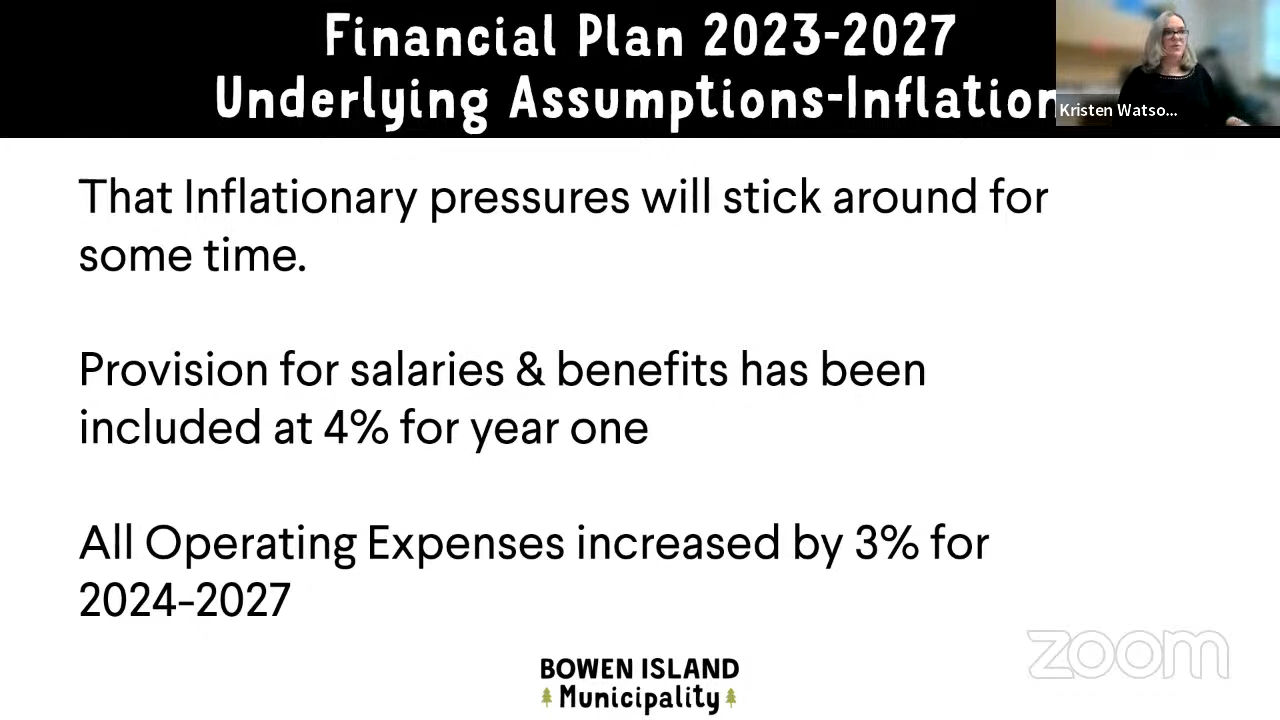 Financial Plan 2023-2027
Underlying Assumptions-Inflation
Kristen Watso...
That Inflationary pressures will stick around for
some time.
Provision for salaries & benefits has been
included at 4% for year one
All Operating Expenses increased by 3% for
2024-2027
zoom
BOWEN ISLAND
Municipality